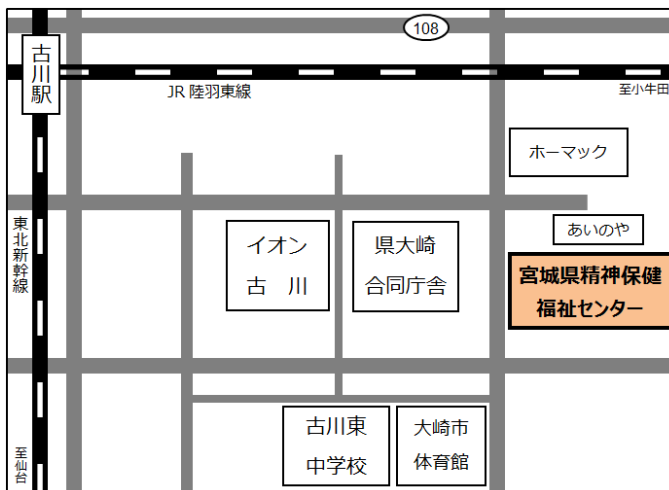 108
古川駅
JR 陸羽東線
至小牛田
ホーマック
東北新幹線
イオン
古　川
県大崎
合同庁舎
あいのや
宮城県精神保健
福祉センター
古川東
中学校
大崎市
体育館
至仙台